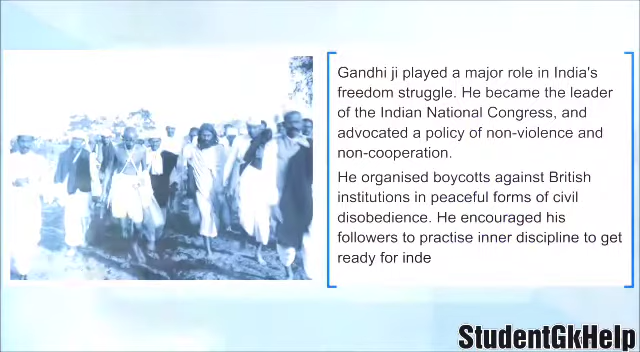 Gandhi ji played a major role in India's
freedom struggle. He became the leader
of the Indian National Congress, and
advocated a policy of non-violence and
non-cooperation.
He organised boycotts against British
institutions in peaceful forms of civil
disobedience. He encouraged his
followers to practise inner discipline to get
ready for inde
StudentGkHelp